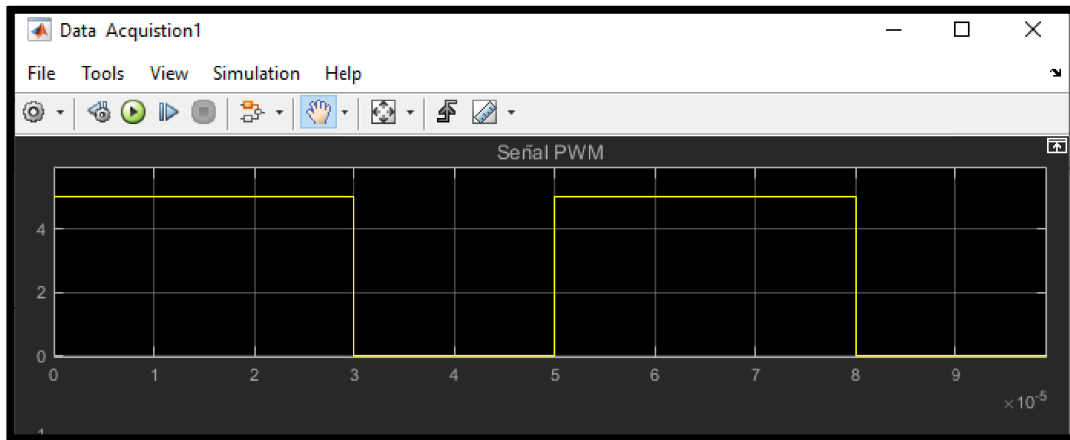 Data Acquistion1
File Tools View Simulation Help
Señal PWM
4
2
0
0 1 2 3 4 5 6 7 8 9
×10-5
1